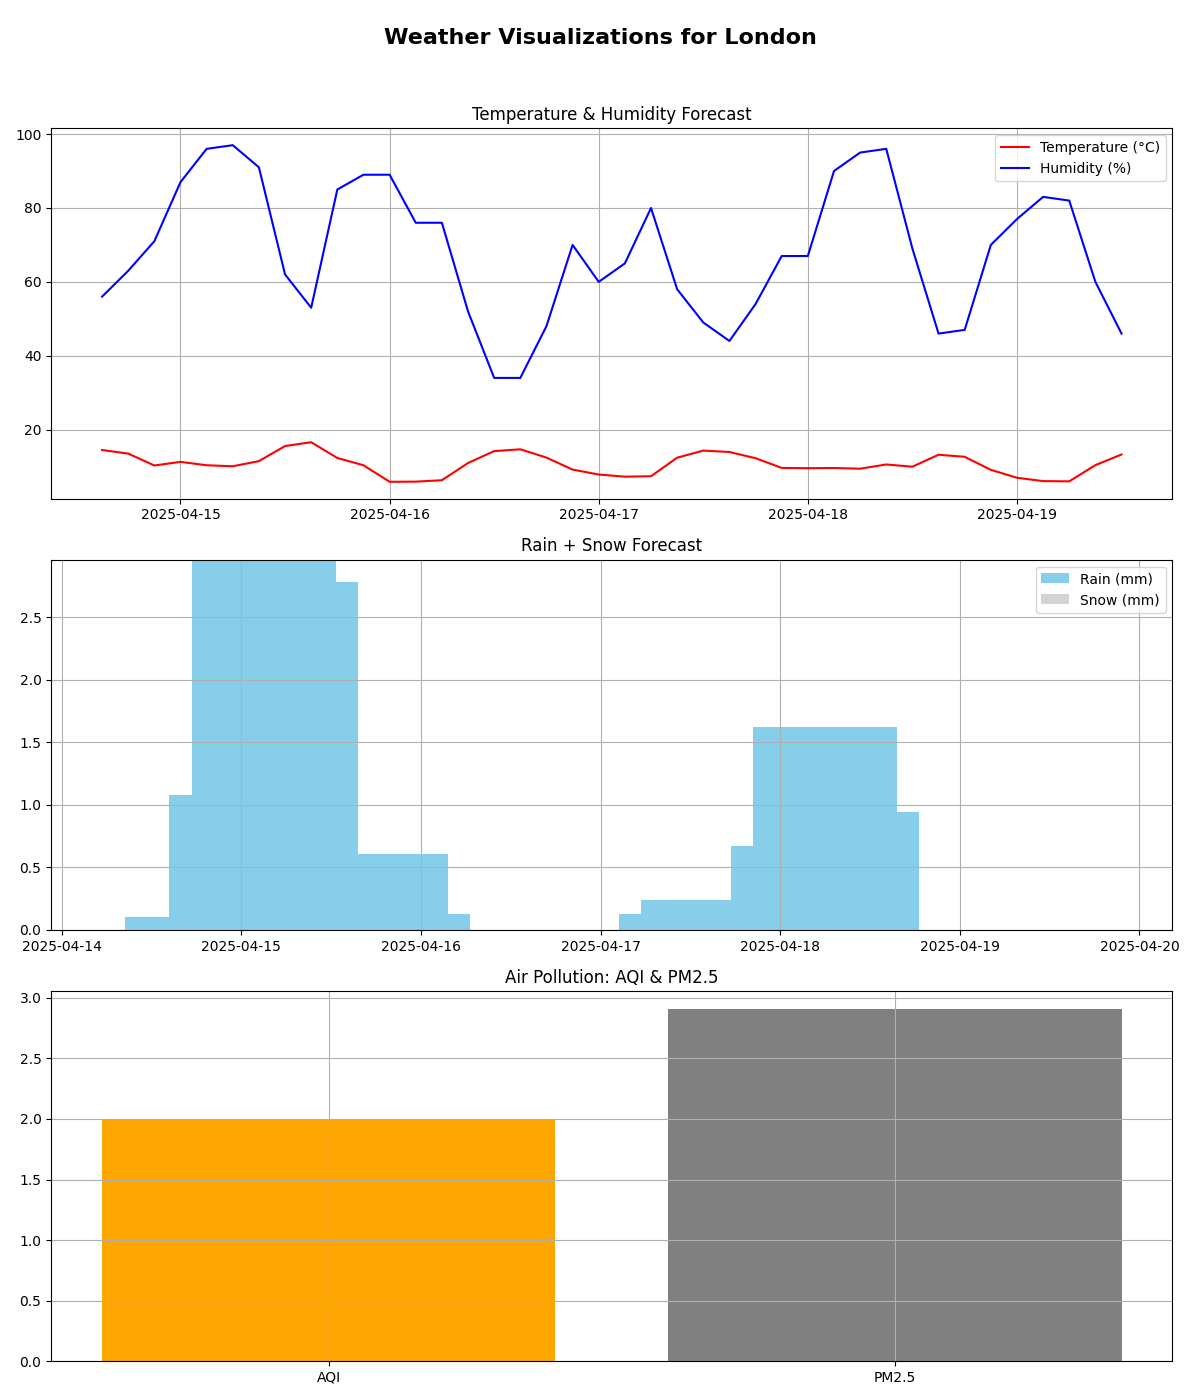 Weather Visualizations for London
Temperature & Humidity Forecast
100
80
60
40
20
Temperature (°C)
Humidity (%)
2025-04-15 2025-04-16 2025-04-17 2025-04-18 2025-04-19
Rain + Snow Forecast
2.5
2.0
1.5
1.0
0.5
0.0
Rain (mm)
Snow (mm)
2025-04-14 2025-04-15 2025-04-16 2025-04-17 2025-04-18 2025-04-19 2025-04-20
Air Pollution: AQI & PM2.5
3.0
2.5
2.0
1.5
1.0
0.5
0.0
AQI PM2.5